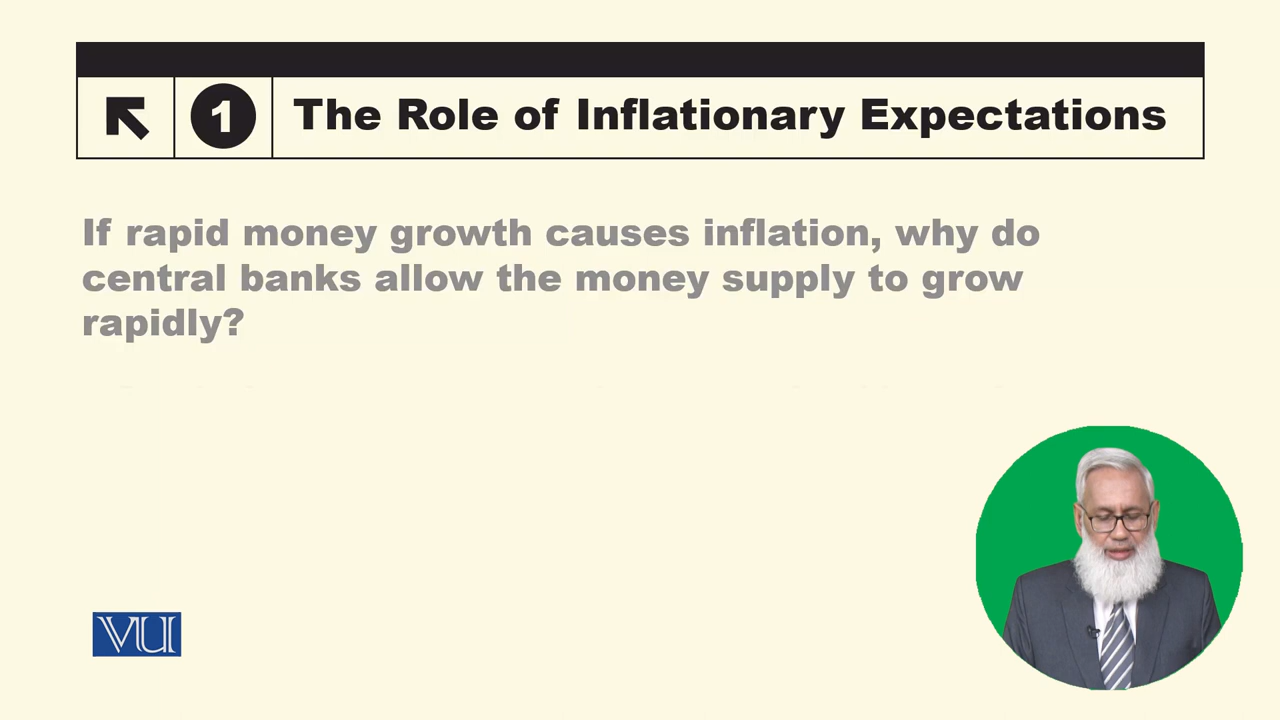 1 The Role of Inflationary Expectations
If rapid money growth causes inflation, why do
central banks allow the money supply to grow
rapidly?
VU